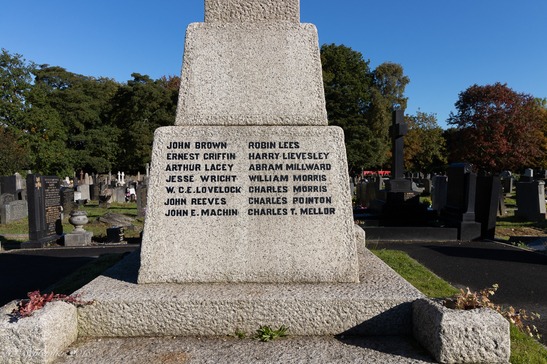 JOHN BROWN
ERNEST GRIFFIN
ARTHUR LACEY
JESSE WRIGHT
W.C.E. LOVELOCK
JOHN REEVES
JOHN E. MACHIN
ROBIN LEES
HARRY LIVESLEY
ABRAM MILLWARD
WILLIAM MORRIS
CHARLES MORRIS
CHARLES POINTON
CHARLES T. MELLOR